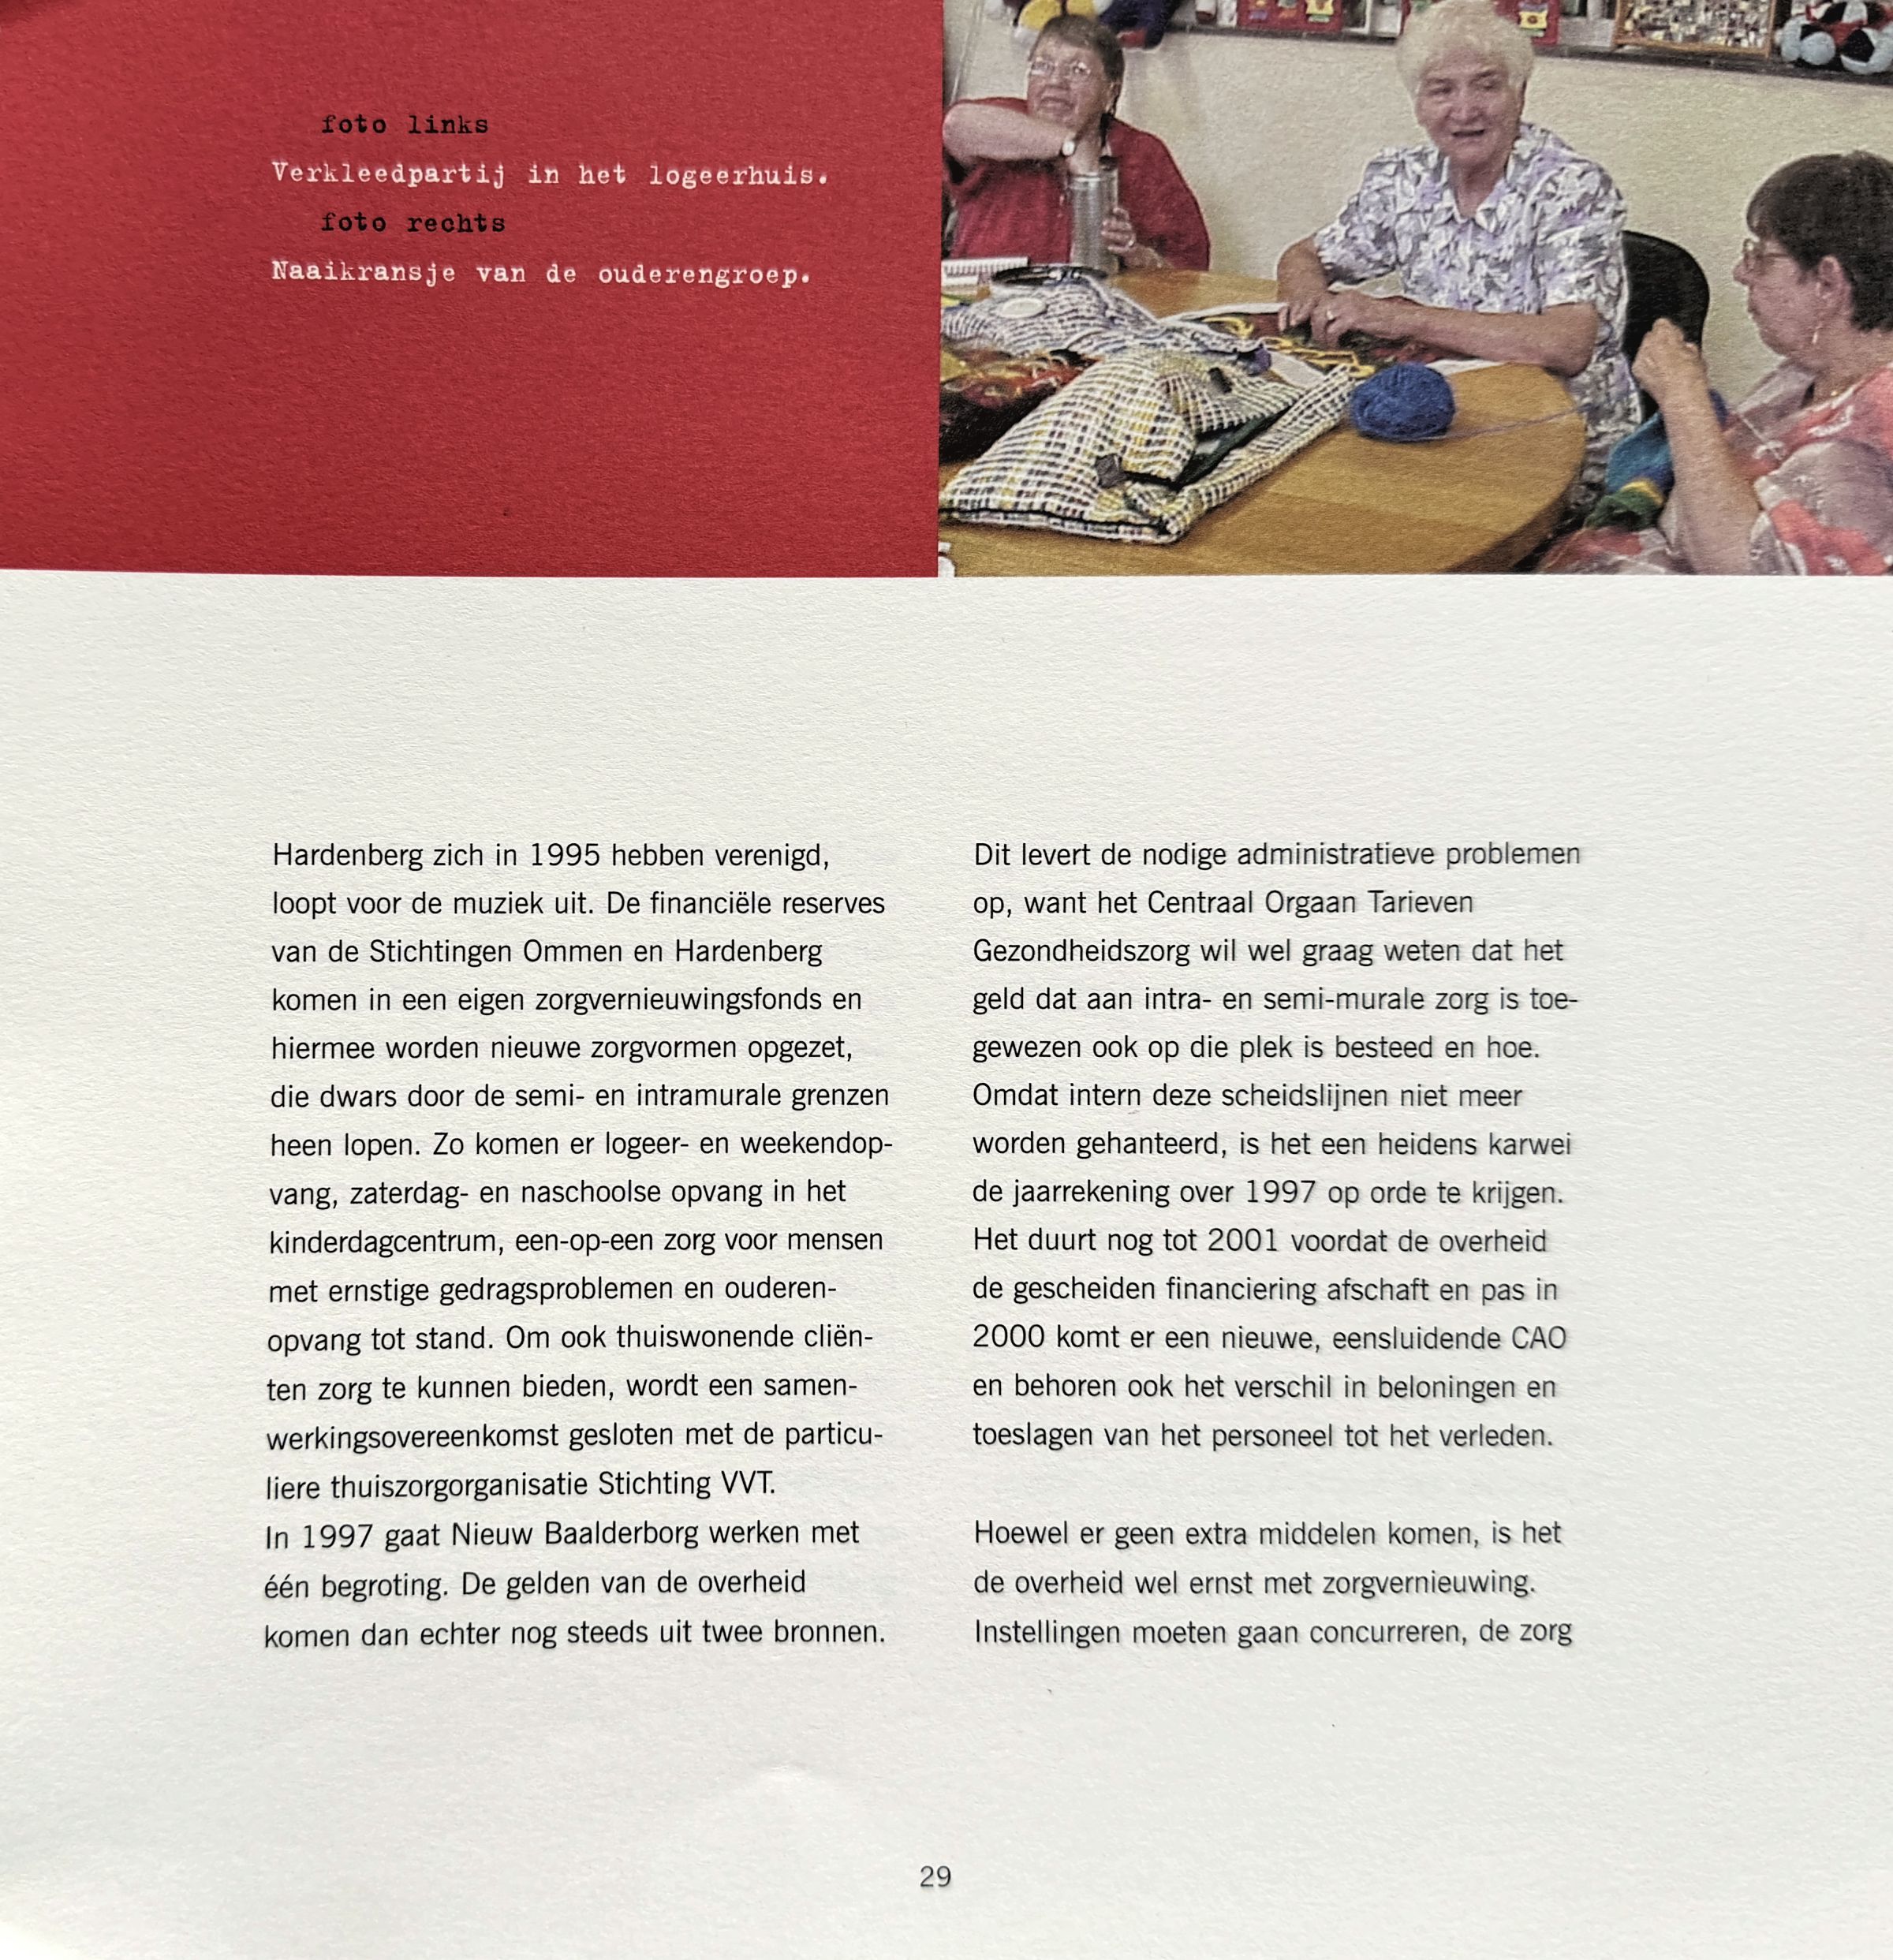 foto links
Verkleedpartij in het logeerhuis.
foto rechts
Naaikransje van de ouderengroep.
Hardenberg zich in 1995 hebben verenigd,
loopt voor de muziek uit. De financiële reserves
van de Stichtingen Ommen en Hardenberg
komen in een eigen zorgvernieuwingsfonds en
hiermee worden nieuwe zorgvormen opgezet,
die dwars door de semi- en intramurale grenzen
heen lopen. Zo komen er logeer- en weekendop-
vang, zaterdag- en naschoolse opvang in het
kinderdagcentrum, een-op-een zorg voor mensen
met ernstige gedragsproblemen en ouderen-
opvang tot stand. Om ook thuiswonende cliën-
ten zorg te kunnen bieden, wordt een samen-
werkingsovereenkomst gesloten met de particu-
liere thuiszorgorganisatie Stichting VVT.
In 1997 gaat Nieuw Baalderborg werken met
één begroting. De gelden van de overheid
komen dan echter nog steeds uit twee bronnen.
Dit levert de nodige administratieve problemen
op, want het Centraal Orgaan Tarieven
Gezondheidszorg wil wel graag weten dat het
geld dat aan intra- en semi-murale zorg is toe-
gewezen ook op die plek is besteed en hoe.
Omdat intern deze scheidslijnen niet meer
worden gehanteerd, is het een heidens karwei
de jaarrekening over 1997 op orde te krijgen.
Het duurt nog tot 2001 voordat de overheid
de gescheiden financiering afschaft en pas in
2000 komt er een nieuwe, eensluidende CAO
en behoren ook het verschil in beloningen en
toeslagen van het personeel tot het verleden.
Hoewel er geen extra middelen komen, is het
de overheid wel ernst met zorgvernieuwing.
Instellingen moeten gaan concurreren, de zorg
29